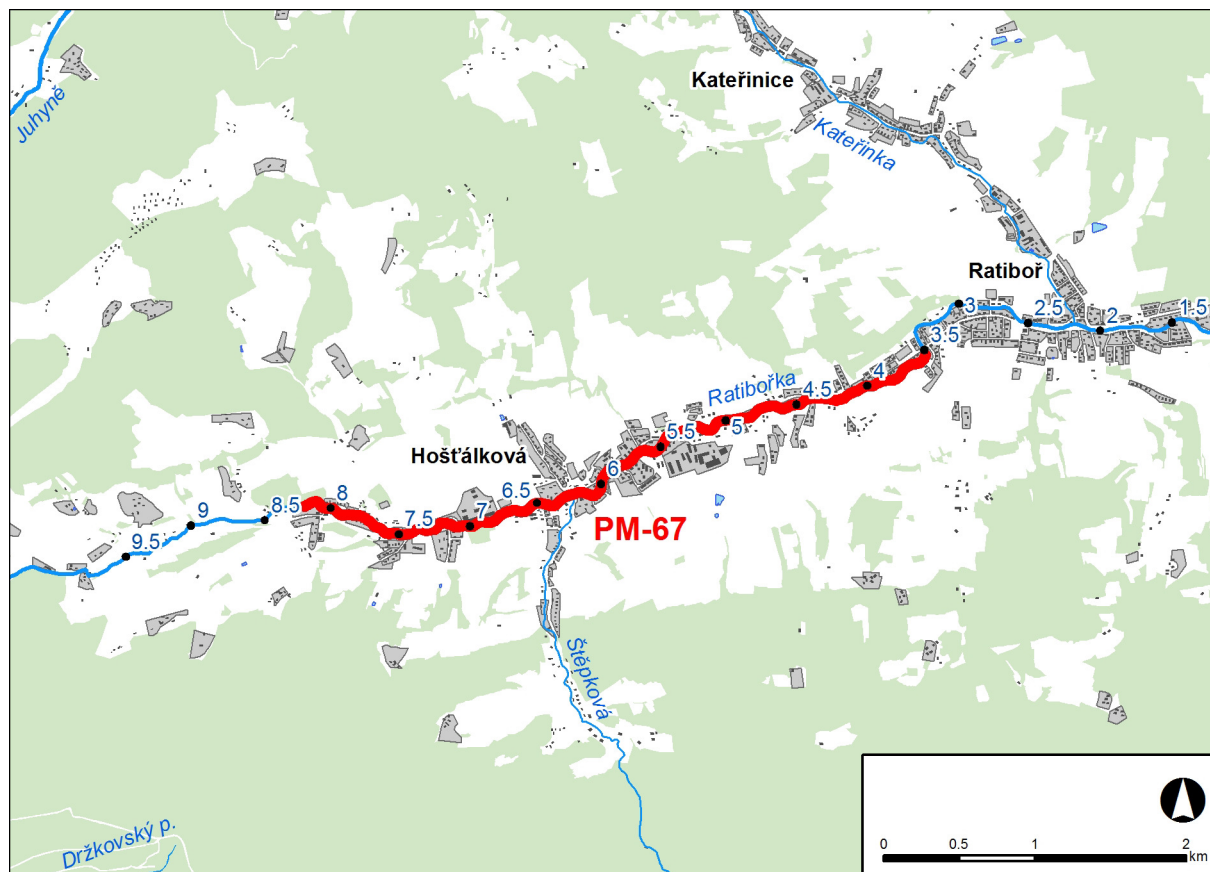 Kateřinice
Juhyně
Kateřinka
Ratiboř
3
2.5
2
1.5
3.5
Ratibořka
4
4.5
5
5.5
Hošťálková
6
6.5
PM-67
7
7.5
8
8.5
9
9.5
Štěpková
Držkovský p.
0 0.5 1 2
km